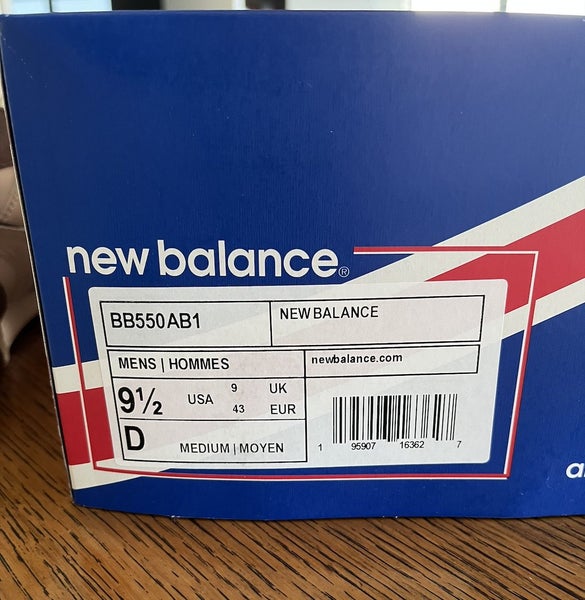 new balance®
BB550AB1
NEW BALANCE
MENS | HOMMES
newbalance.com
9½ USA 9 UK
43 EUR
D MEDIUM | MOYEN
1 95907 16362 7
a